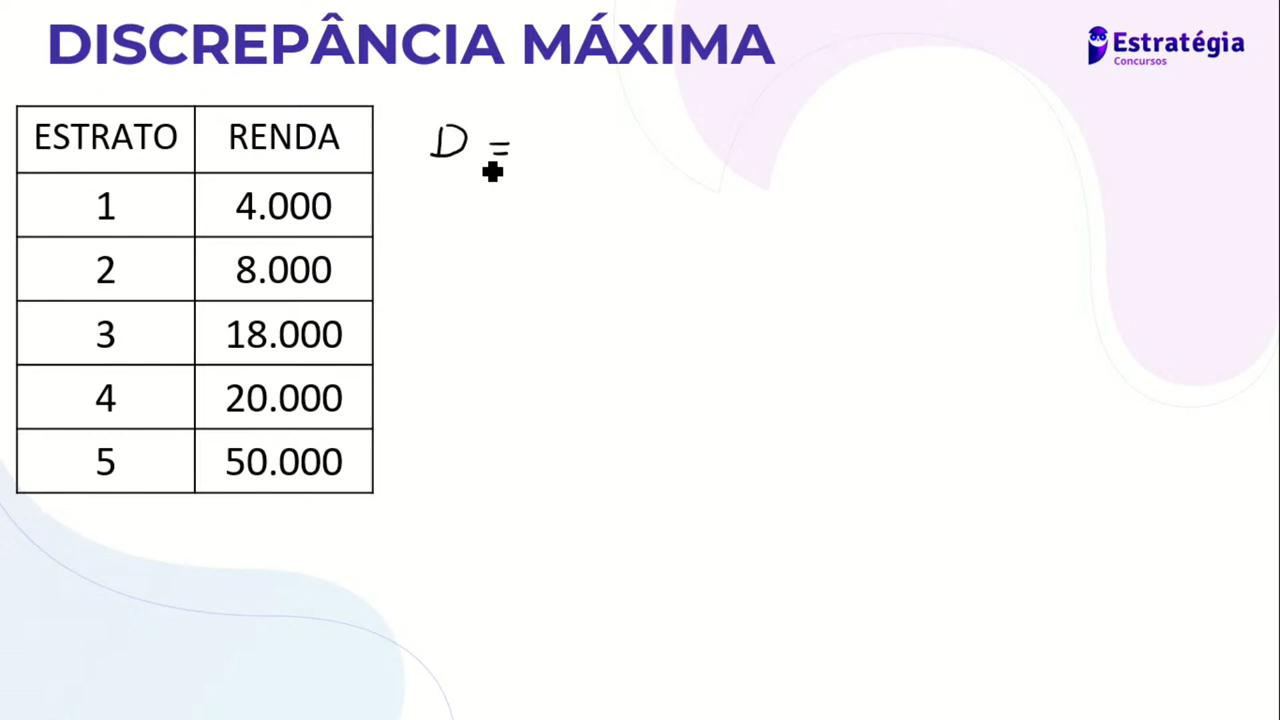 DISCREPÂNCIA MÁXIMA
Estratégia
Concursos
ESTRATO RENDA
1 4.000
2 8.000
3 18.000
4 20.000
5 50.000
D =